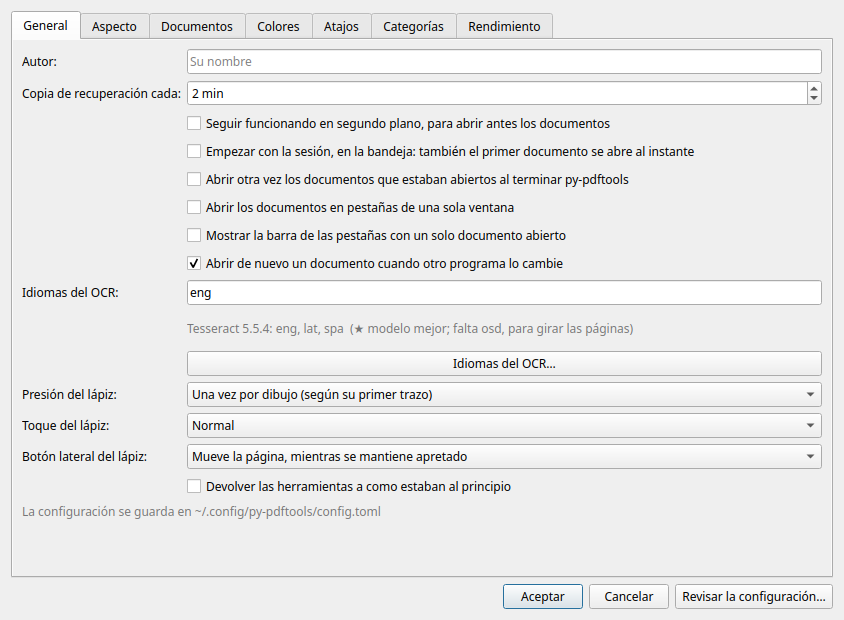 General
Aspecto
Documentos
Colores
Atajos
Categorías
Rendimiento
Autor:
Su nombre
Copia de recuperación cada:
2 min
Seguir funcionando en segundo plano, para abrir antes los documentos
Empezar con la sesión, en la bandeja: también el primer documento se abre al instante
Abrir otra vez los documentos que estaban abiertos al terminar py-pdftools
Abrir los documentos en pestañas de una sola ventana
Mostrar la barra de las pestañas con un solo documento abierto
Abrir de nuevo un documento cuando otro programa lo cambie
Idiomas del OCR:
eng
Tesseract 5.5.4: eng, lat, spa (★ modelo mejor; falta osd, para girar las páginas)
Idiomas del OCR...
Presión del lápiz:
Una vez por dibujo (según su primer trazo)
Toque del lápiz:
Normal
Botón lateral del lápiz:
Mueve la página, mientras se mantiene apretado
Devolver las herramientas a como estaban al principio
La configuración se guarda en ~/.config/py-pdftools/config.toml
Aceptar
Cancelar
Revisar la configuración...